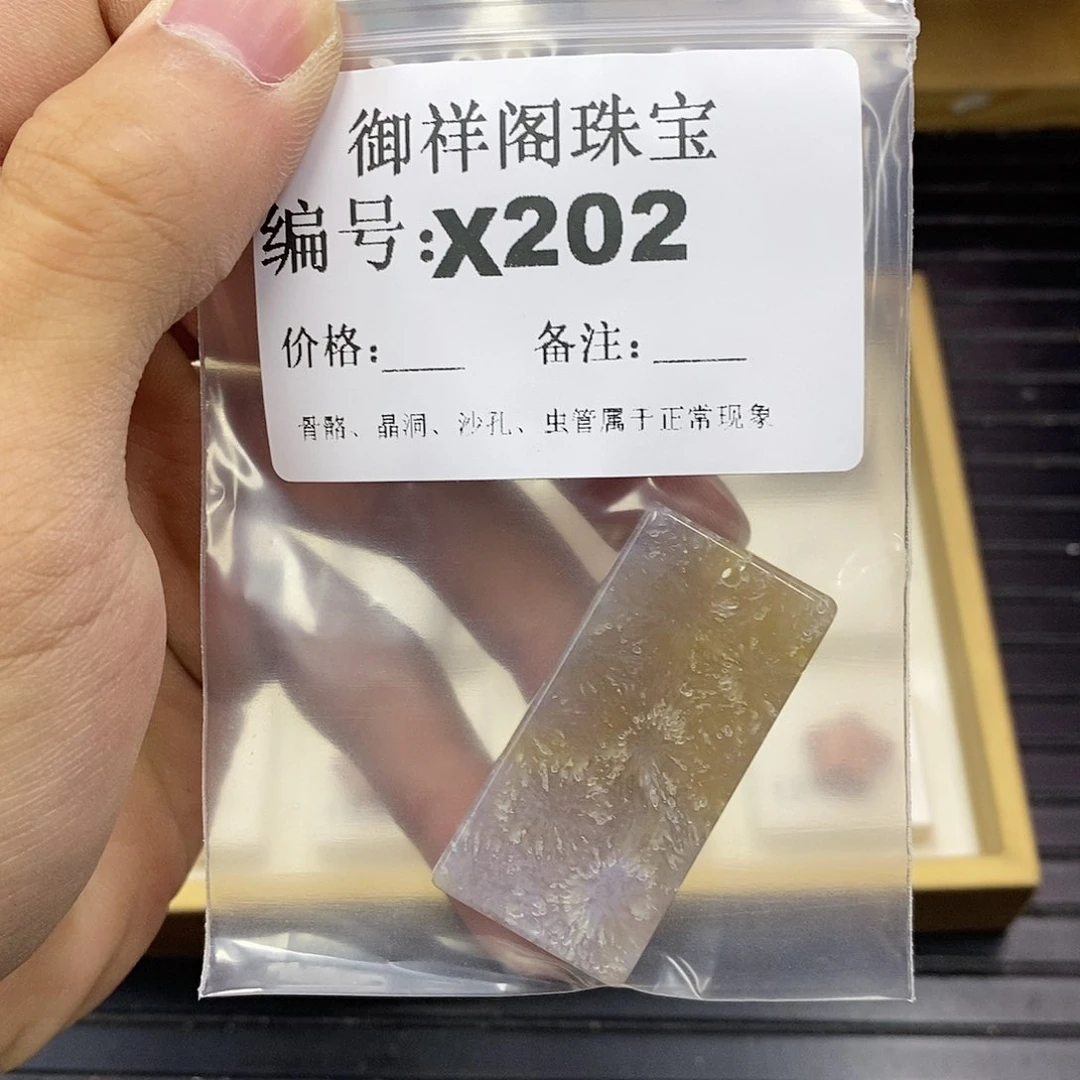 御祥阁珠宝
编号:X202
价格:____ 备注:____
骨骼、晶洞、沙孔、虫管属于正常现象